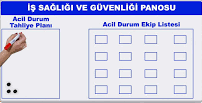 İŞ SAĞLIĞI VE GÜVENLİĞİ PANOSU
Acil Durum
Tahliye Planı
Acil Durum Ekip Listesi